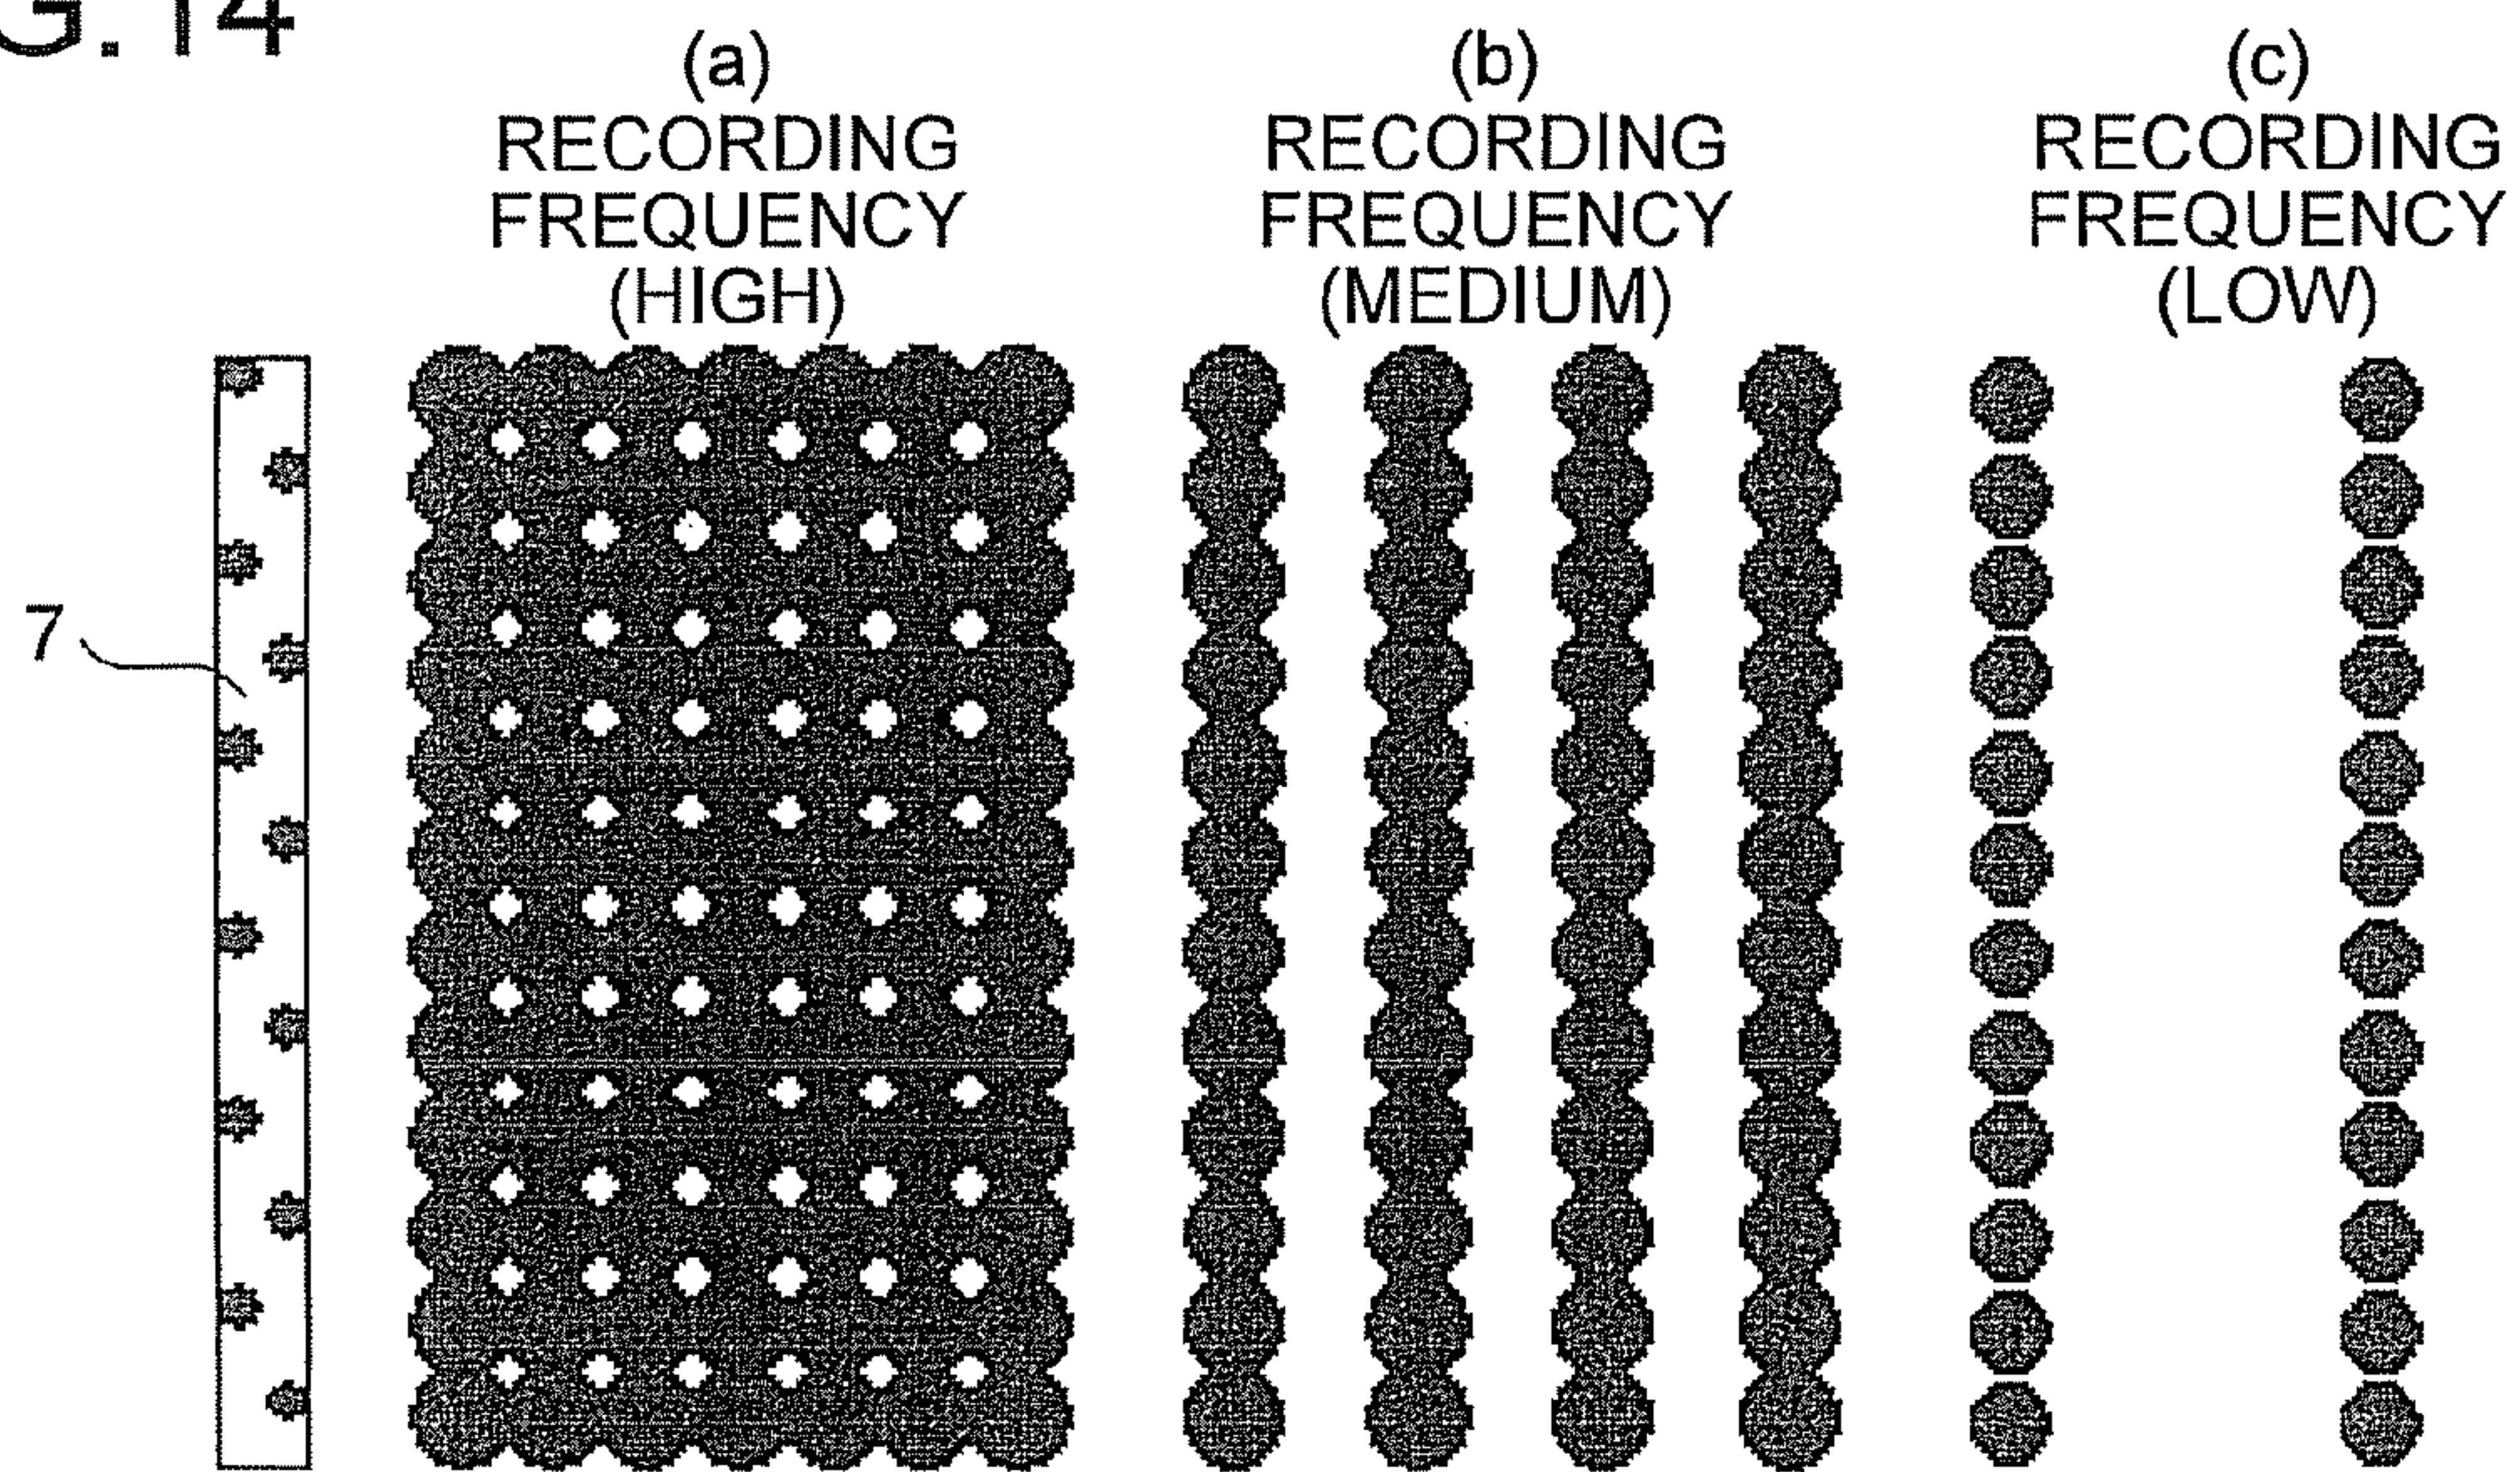 G.14
(a)
RECORDING
FREQUENCY
(HIGH)
(b)
RECORDING
FREQUENCY
(MEDIUM)
(c)
RECORDING
FREQUENCY
(LOW)
7